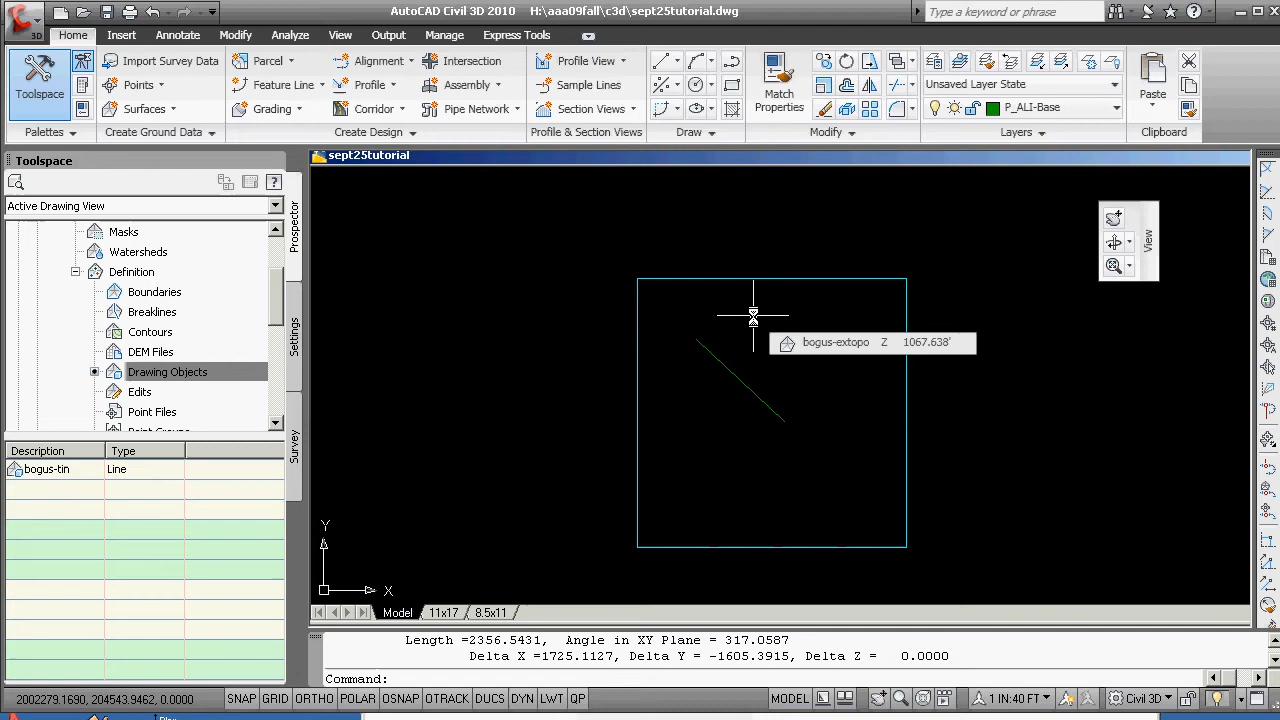 AutoCAD Civil 3D 2010 H:\aaa09fall\c3d\sept25tutorial.dwg
Type a keyword or phrase
3D
Home Insert Annotate Modify Analyze View Output Manage Express Tools
Toolspace
Palettes
Import Survey Data
Points
Surfaces
Create Ground Data
Parcel
Feature Line
Grading
Alignment
Profile
Corridor
Intersection
Assembly
Pipe Network
Create Design
Profile View
Sample Lines
Section Views
Profile & Section Views
Draw
Match
Properties
Modify
Unsaved Layer State
P_ALI-Base
Layers
Paste
Clipboard
Toolspace
Active Drawing View
Masks
Watersheds
Definition
Boundaries
Breaklines
Contours
DEM Files
Drawing Objects
Edits
Point Files
Point Groups
Prospector
Settings
Survey
Description Type
bogus-tin Line
sept25tutorial
View
bogus-extopo Z 1067.638'
Y
X
Model 11x17 8.5x11
Length =2356.5431, Angle in XY Plane = 317.0587
Delta X =1725.1127, Delta Y = -1605.3915, Delta Z = 0.0000
Command:
2002279.1690, 204543.9462, 0.0000 SNAP GRID ORTHO POLAR OSNAP OTRACK DUCS DYN LWT QP MODEL 1 IN:40 FT Civil 3D